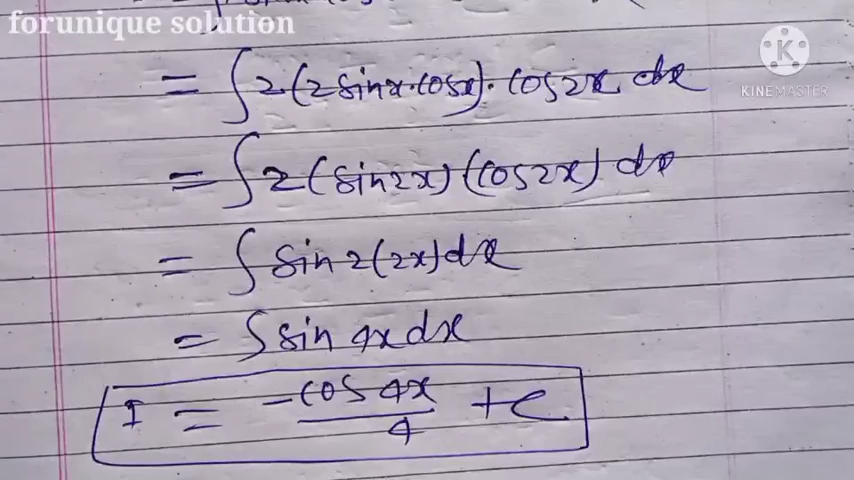 forunique solution
K
KINEMASTER
= ∫2(2sinx.cosx). cos2x dx
= ∫2(sin2x)(cos2x) dx
= ∫ sin 2(2x)dx
= ∫ sin 4x dx
I = -cos 4x/4 + c